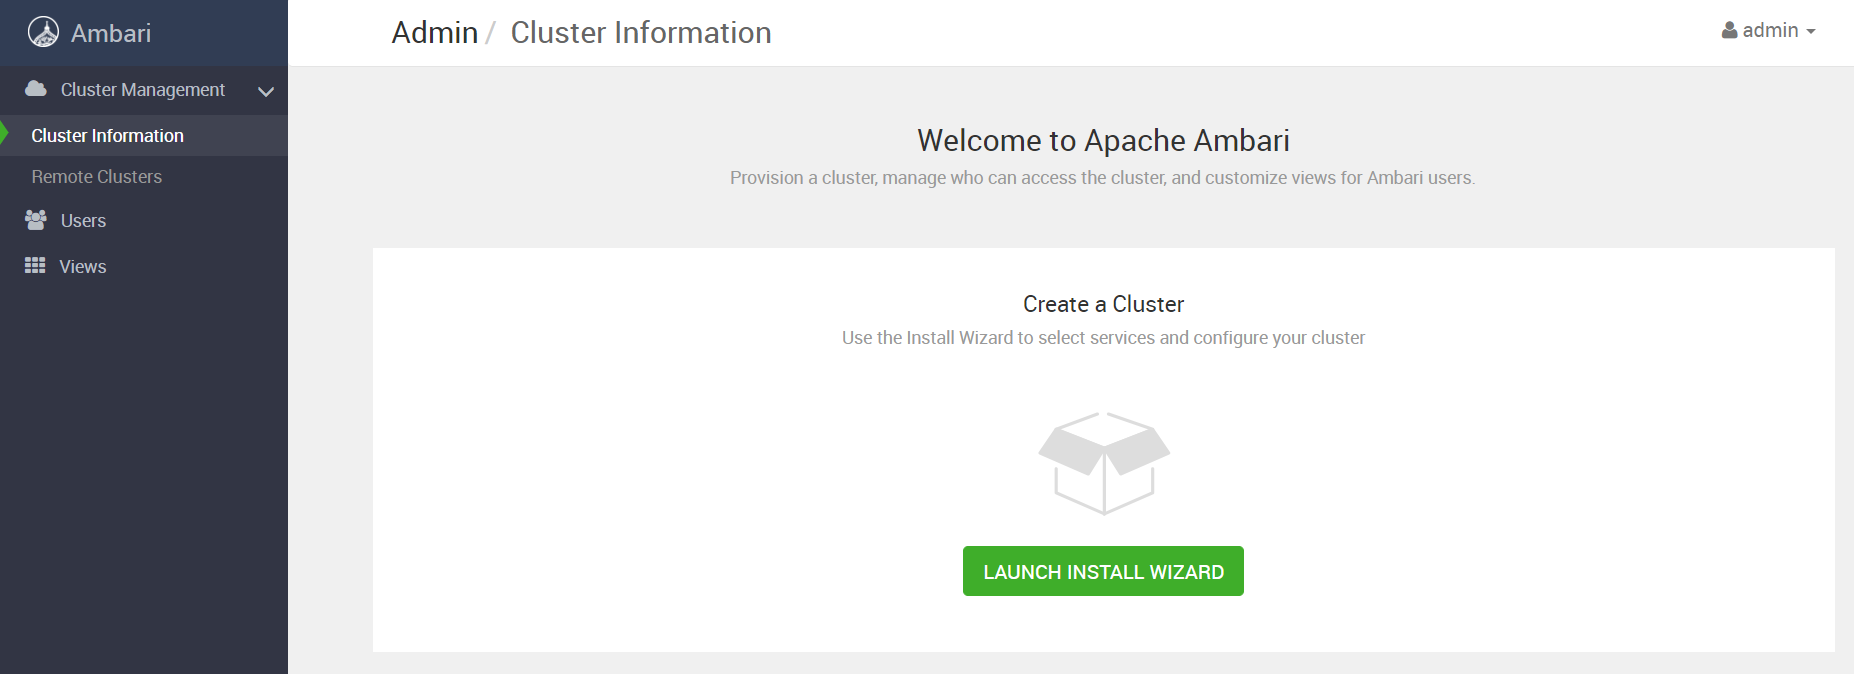 Ambari
Admin / Cluster Information
admin
Cluster Management
Cluster Information
Remote Clusters
Users
Views
Welcome to Apache Ambari
Provision a cluster, manage who can access the cluster, and customize views for Ambari users.
Create a Cluster
Use the Install Wizard to select services and configure your cluster
LAUNCH INSTALL WIZARD